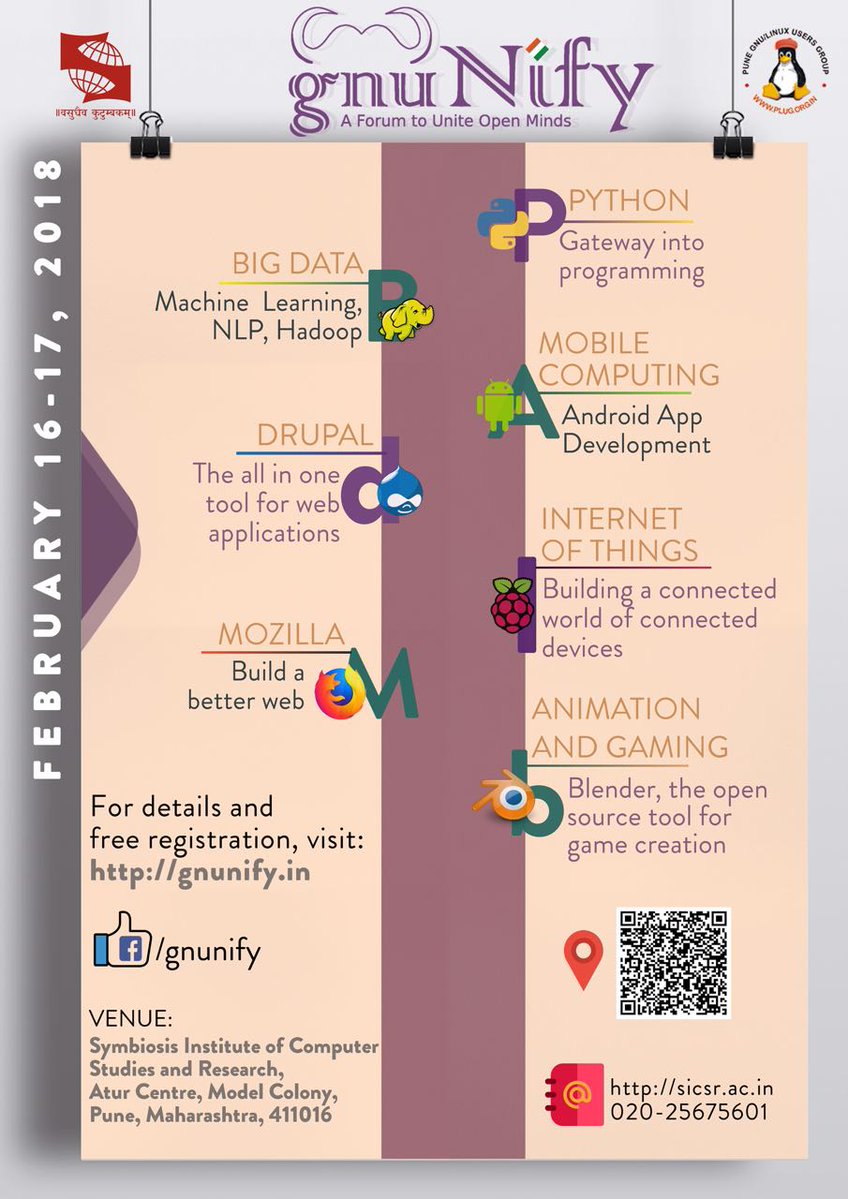 ॥वसुधैव कुटुम्बकम्॥
gnuNify
A Forum to Unite Open Minds
PUNE GNU/LINUX USERS GROUP
WWW.PLUG.ORG.IN
FEBRUARY 16-17, 2018
PYTHON
P
Gateway into
programming
BIG DATA
B
Machine Learning,
NLP, Hadoop
MOBILE
COMPUTING
A
Android App
Development
DRUPAL
d
The all in one
tool for web
applications
INTERNET
OF THINGS
I
Building a connected
world of connected
devices
MOZILLA
M
Build a
better web
ANIMATION
AND GAMING
b
Blender, the open
source tool for
game creation
For details and
free registration, visit:
http://gnunify.in
f
/gnunify
VENUE:
Symbiosis Institute of Computer
Studies and Research,
Atur Centre, Model Colony,
Pune, Maharashtra, 411016
@
http://sicsr.ac.in
020-25675601